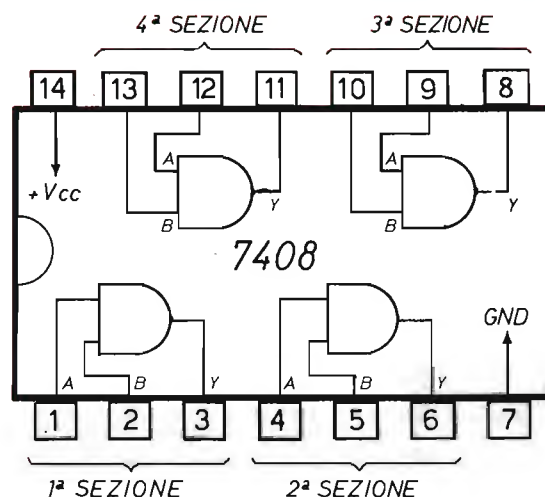 4ª SEZIONE 3ª SEZIONE
14 13 12 11 10 9 8
+Vcc A B Y A B Y
7408
GND
A B Y A B Y
1 2 3 4 5 6 7
1ª SEZIONE 2ª SEZIONE